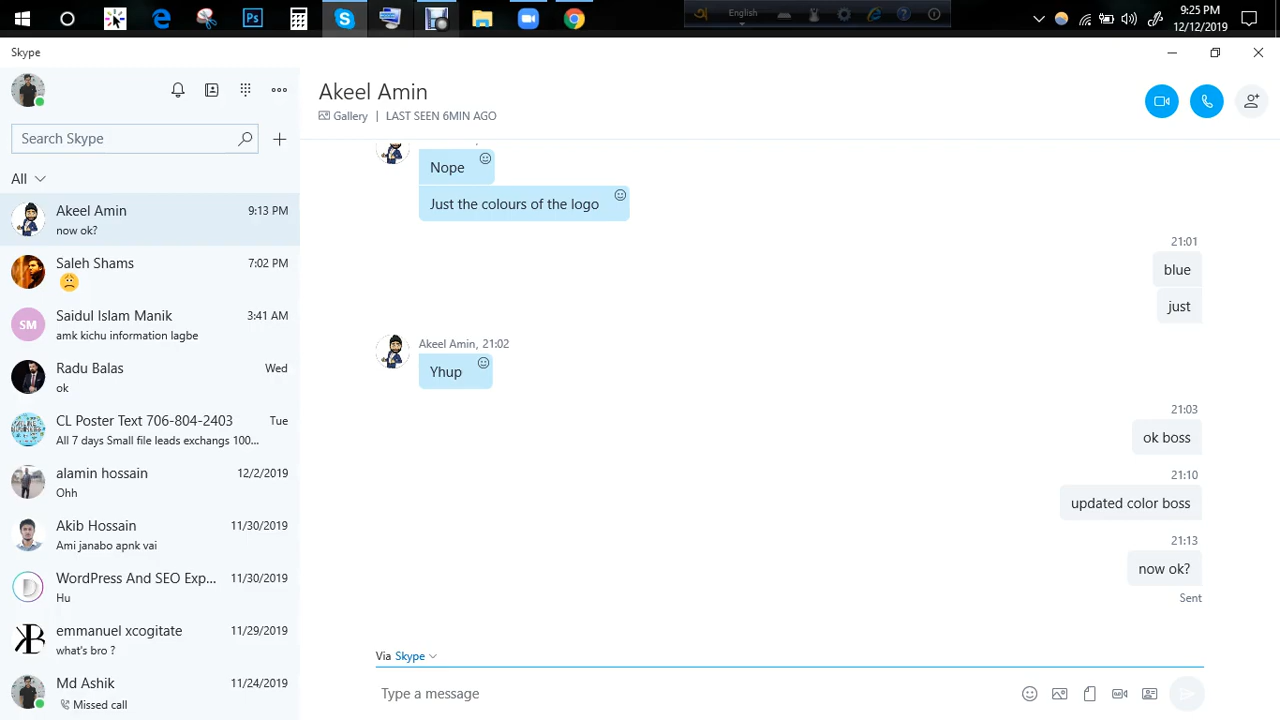 English
9:25 PM
12/12/2019
Skype
Search Skype
All
Akeel Amin
9:13 PM
now ok?
Saleh Shams
7:02 PM
SM
Saidul Islam Manik
3:41 AM
amk kichu information lagbe
Radu Balas
Wed
ok
CL Poster Text 706-804-2403
Tue
All 7 days Small file leads exchangs 100...
alamin hossain
12/2/2019
Ohh
Akib Hossain
11/30/2019
Ami janabo apnk vai
WordPress And SEO Exp...
11/30/2019
Hu
emmanuel xcogitate
11/29/2019
what's bro ?
Md Ashik
11/24/2019
Missed call
Akeel Amin
Gallery | LAST SEEN 6MIN AGO
Nope
Just the colours of the logo
21:01
blue
just
Akeel Amin, 21:02
Yhup
21:03
ok boss
21:10
updated color boss
21:13
now ok?
Sent
Via Skype
Type a message